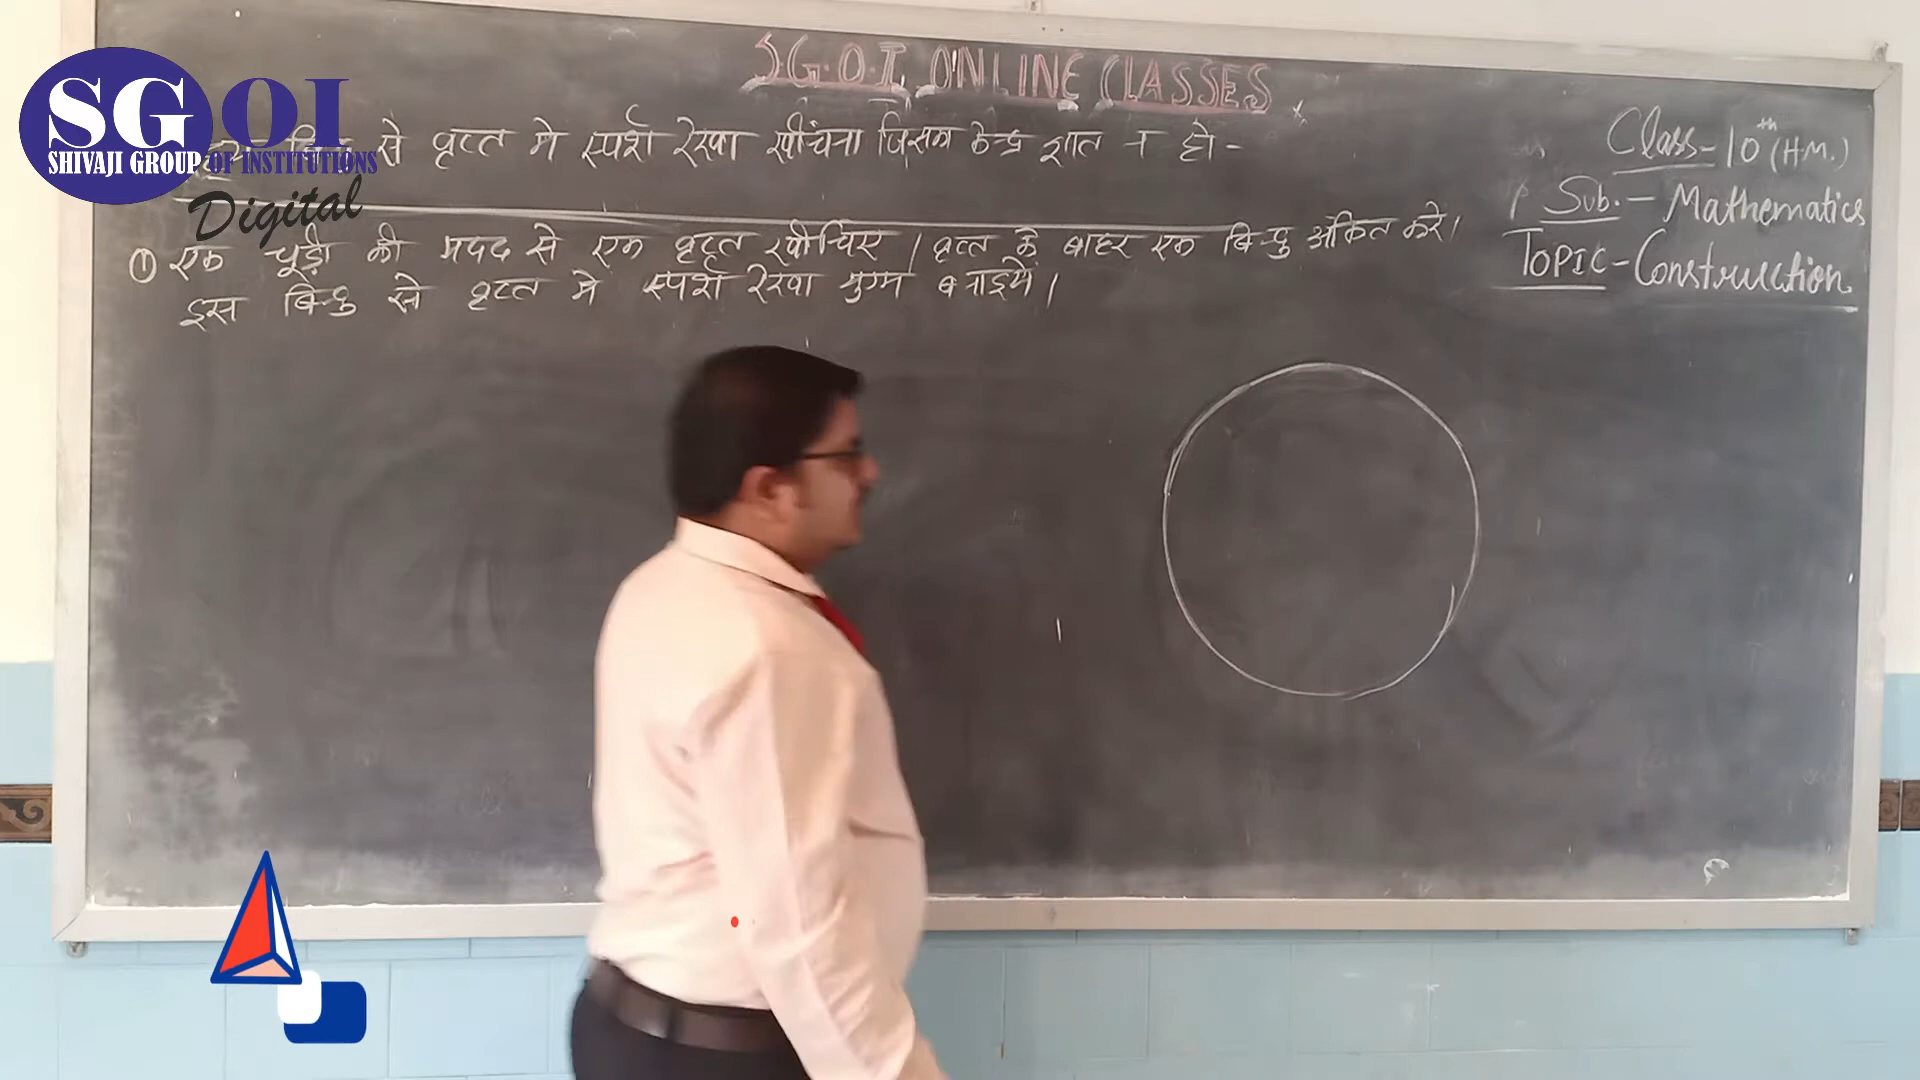 SGOI
SHIVAJI GROUP OF INSTITUTIONS
Digital
S.G.O.I. ONLINE CLASSES
से वृत्त मे स्पर्श रेखा खींचना जिसका केन्द्र ज्ञात न हो -
Class - 10th (H.M.)
Sub. - Mathematics
TOPIC - Construction
① एक चूड़ी की मदद से एक वृत्त खीचिए । वृत्त के बाहर एक बिन्दु अंकित करे।
इस बिन्दु से वृत्त मे स्पर्श रेखा युग्म बनाइये ।